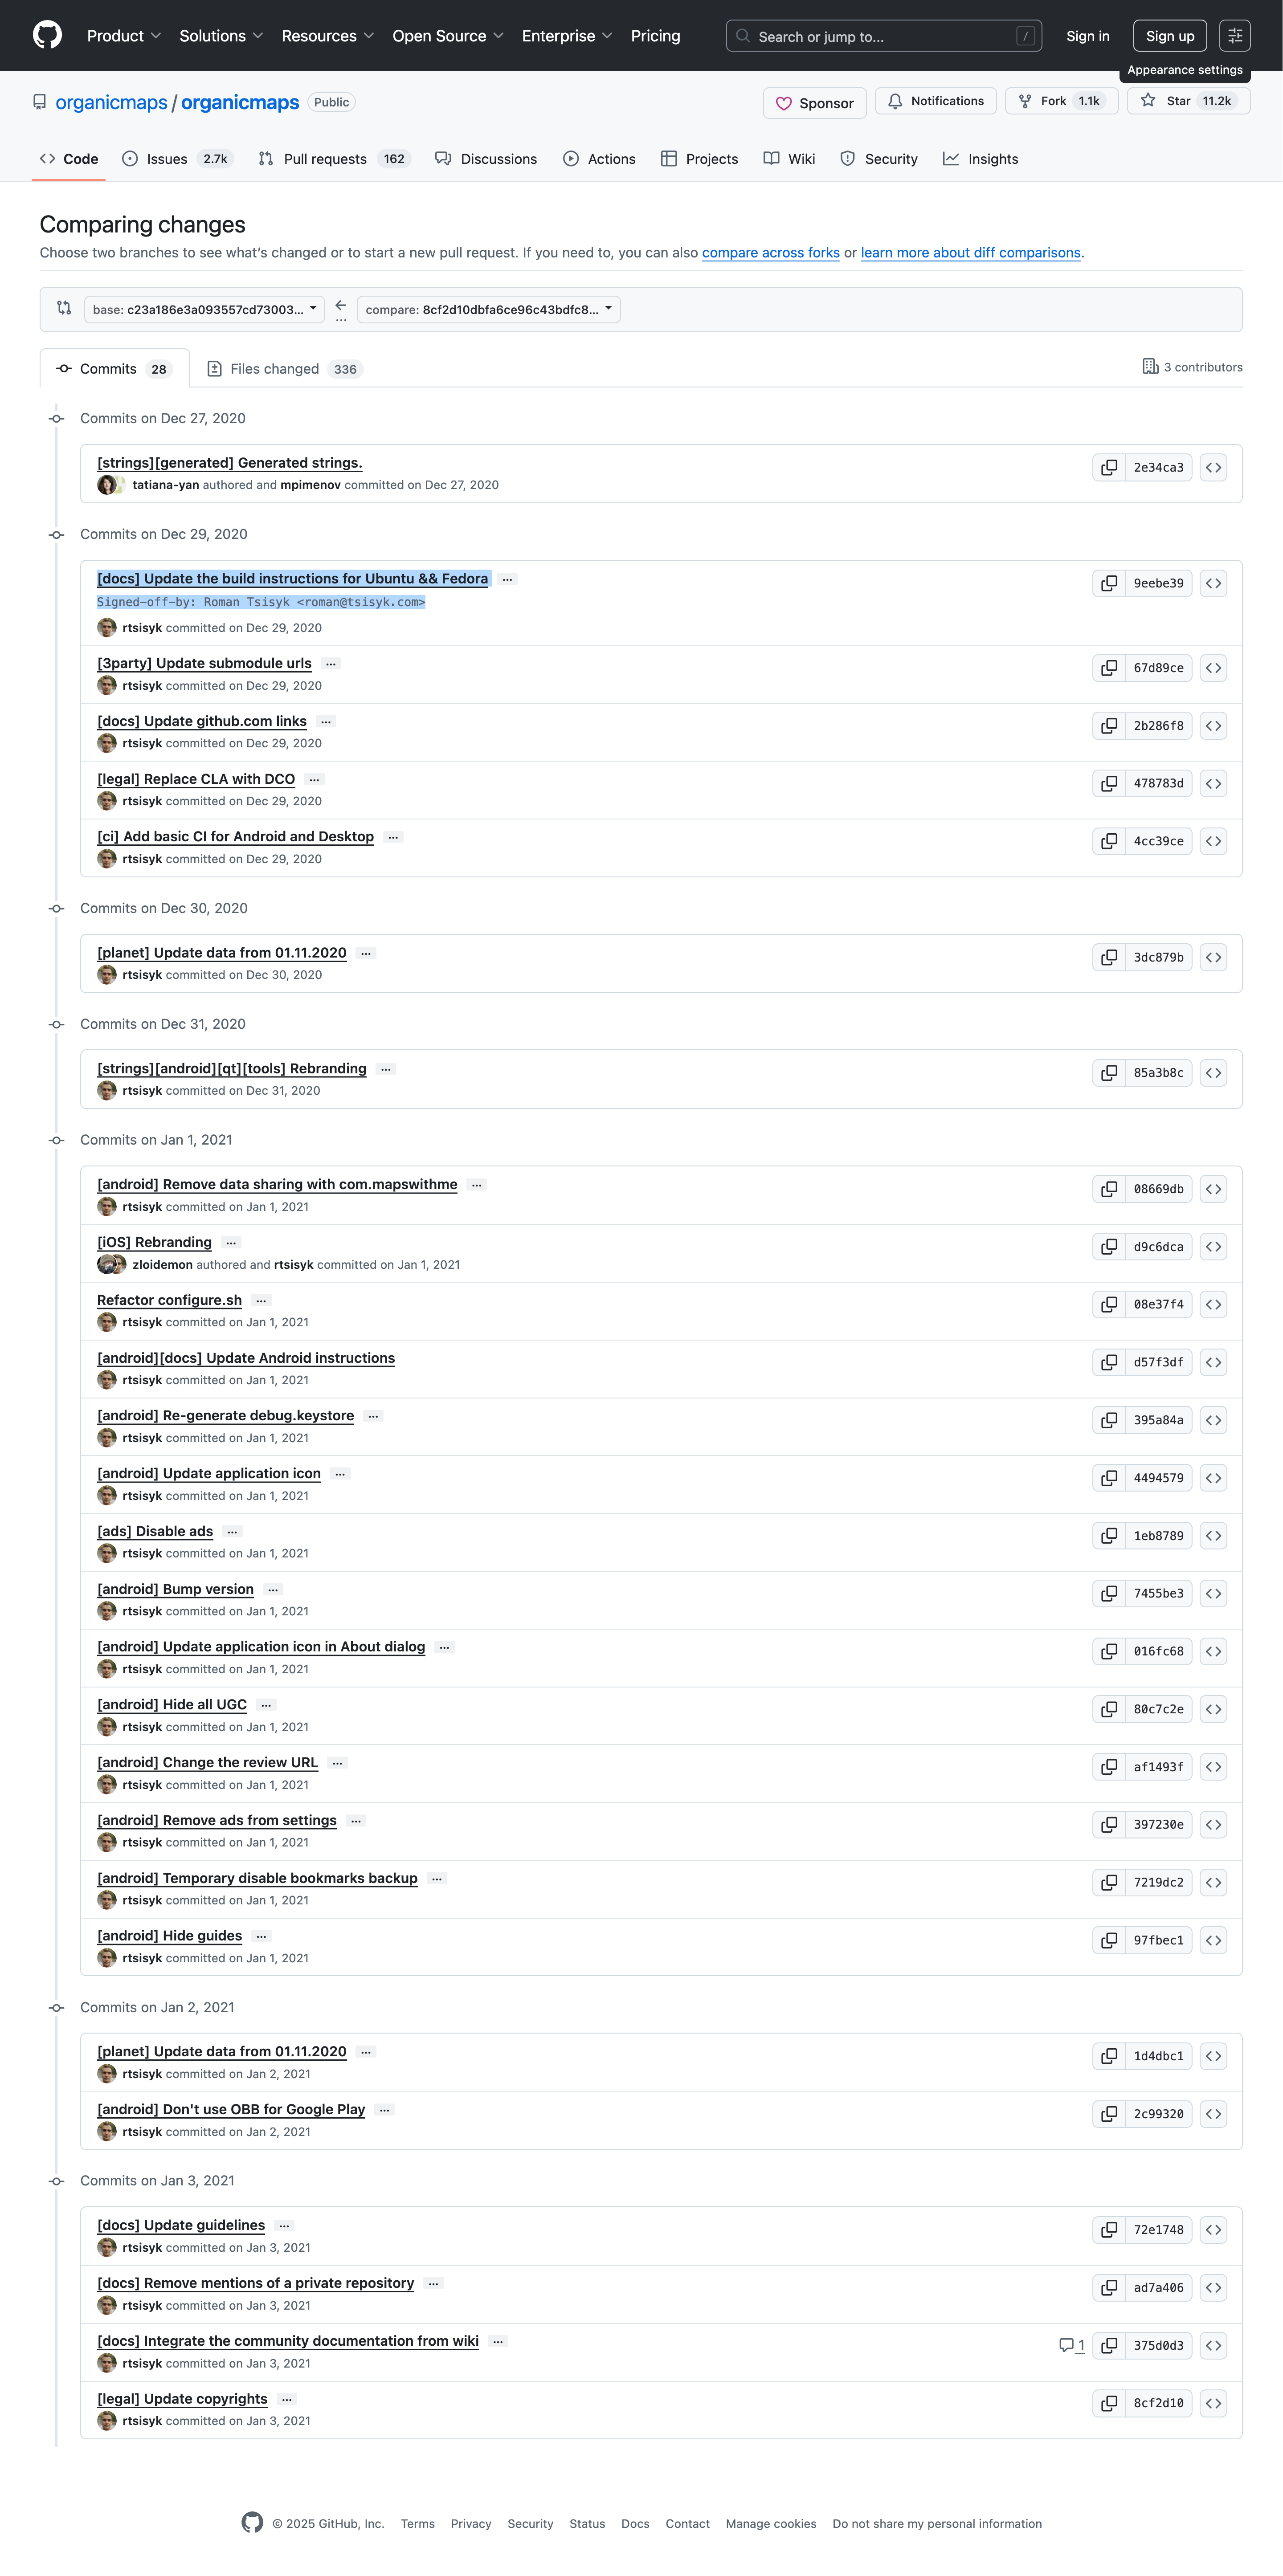 Product Solutions Resources Open Source Enterprise Pricing Search or jump to... / Sign in Sign up
Appearance settings
organicmaps / organicmaps Public Sponsor Notifications Fork 1.1k Star 11.2k
Code Issues 2.7k Pull requests 162 Discussions Actions Projects Wiki Security Insights
Comparing changes
Choose two branches to see what’s changed or to start a new pull request. If you need to, you can also compare across forks or learn more about diff comparisons.
base: c23a186e3a093557cd73003... ... compare: 8cf2d10dbfa6ce96c43bdfc8...
Commits 28 Files changed 336 3 contributors
Commits on Dec 27, 2020
[strings][generated] Generated strings. 2e34ca3
tatiana-yan authored and mpimenov committed on Dec 27, 2020
Commits on Dec 29, 2020
[docs] Update the build instructions for Ubuntu && Fedora ... 9eebe39
Signed-off-by: Roman Tsisyk <roman@tsisyk.com>
rtsisyk committed on Dec 29, 2020
[3party] Update submodule urls ... 67d89ce
rtsisyk committed on Dec 29, 2020
[docs] Update github.com links ... 2b286f8
rtsisyk committed on Dec 29, 2020
[legal] Replace CLA with DCO ... 478783d
rtsisyk committed on Dec 29, 2020
[ci] Add basic CI for Android and Desktop ... 4cc39ce
rtsisyk committed on Dec 29, 2020
Commits on Dec 30, 2020
[planet] Update data from 01.11.2020 ... 3dc879b
rtsisyk committed on Dec 30, 2020
Commits on Dec 31, 2020
[strings][android][qt][tools] Rebranding ... 85a3b8c
rtsisyk committed on Dec 31, 2020
Commits on Jan 1, 2021
[android] Remove data sharing with com.mapswithme ... 08669db
rtsisyk committed on Jan 1, 2021
[iOS] Rebranding ... d9c6dca
zloidemon authored and rtsisyk committed on Jan 1, 2021
Refactor configure.sh ... 08e37f4
rtsisyk committed on Jan 1, 2021
[android][docs] Update Android instructions d57f3df
rtsisyk committed on Jan 1, 2021
[android] Re-generate debug.keystore ... 395a84a
rtsisyk committed on Jan 1, 2021
[android] Update application icon ... 4494579
rtsisyk committed on Jan 1, 2021
[ads] Disable ads ... 1eb8789
rtsisyk committed on Jan 1, 2021
[android] Bump version ... 7455be3
rtsisyk committed on Jan 1, 2021
[android] Update application icon in About dialog ... 016fc68
rtsisyk committed on Jan 1, 2021
[android] Hide all UGC ... 80c7c2e
rtsisyk committed on Jan 1, 2021
[android] Change the review URL ... af1493f
rtsisyk committed on Jan 1, 2021
[android] Remove ads from settings ... 397230e
rtsisyk committed on Jan 1, 2021
[android] Temporary disable bookmarks backup ... 7219dc2
rtsisyk committed on Jan 1, 2021
[android] Hide guides ... 97fbec1
rtsisyk committed on Jan 1, 2021
Commits on Jan 2, 2021
[planet] Update data from 01.11.2020 ... 1d4dbc1
rtsisyk committed on Jan 2, 2021
[android] Don't use OBB for Google Play ... 2c99320
rtsisyk committed on Jan 2, 2021
Commits on Jan 3, 2021
[docs] Update guidelines ... 72e1748
rtsisyk committed on Jan 3, 2021
[docs] Remove mentions of a private repository ... ad7a406
rtsisyk committed on Jan 3, 2021
[docs] Integrate the community documentation from wiki ... 1 375d0d3
rtsisyk committed on Jan 3, 2021
[legal] Update copyrights ... 8cf2d10
rtsisyk committed on Jan 3, 2021
© 2025 GitHub, Inc. Terms Privacy Security Status Docs Contact Manage cookies Do not share my personal information